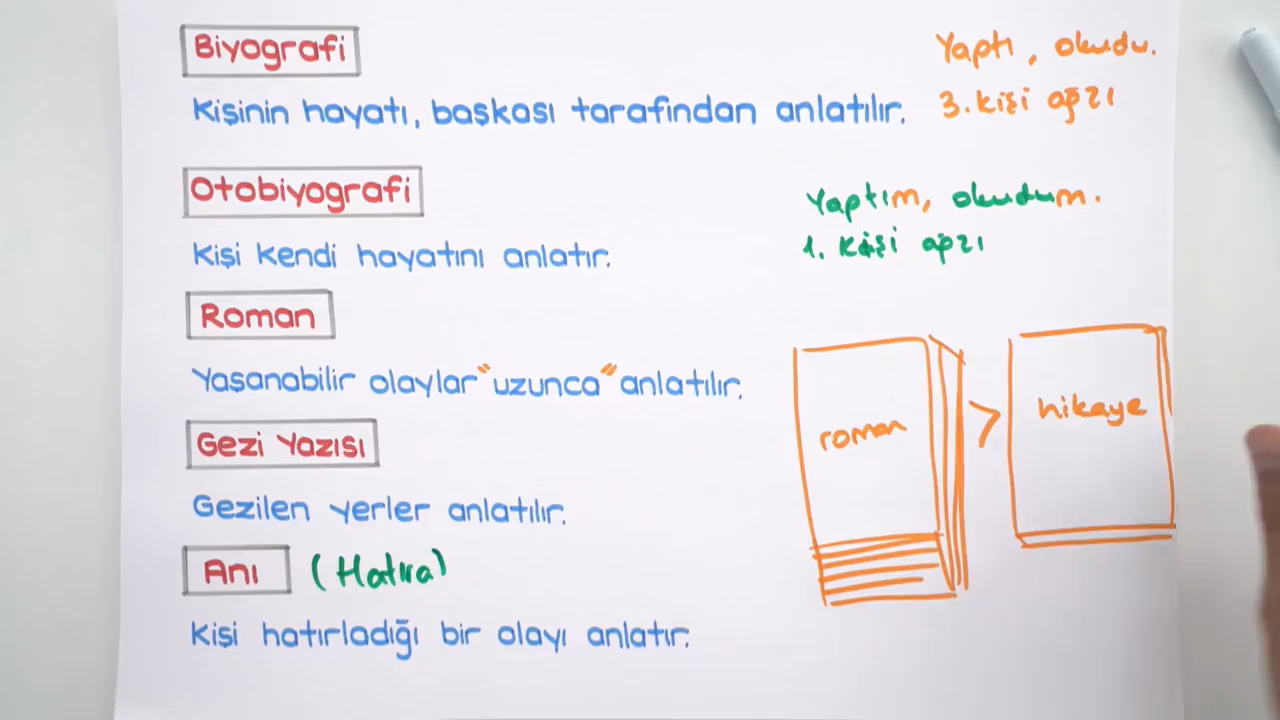 Biyografi
Yaptı, okudu.
Kişinin hayatı, başkası tarafından anlatılır.
3. kişi ağzı
Otobiyografi
Yaptım, okudum.
1. kişi ağzı
Kişi kendi hayatını anlatır.
Roman
Yaşanabilir olaylar "uzunca" anlatılır.
roman > hikaye
Gezi Yazısı
Gezilen yerler anlatılır.
Anı (Hatıra)
Kişi hatırladığı bir olayı anlatır.